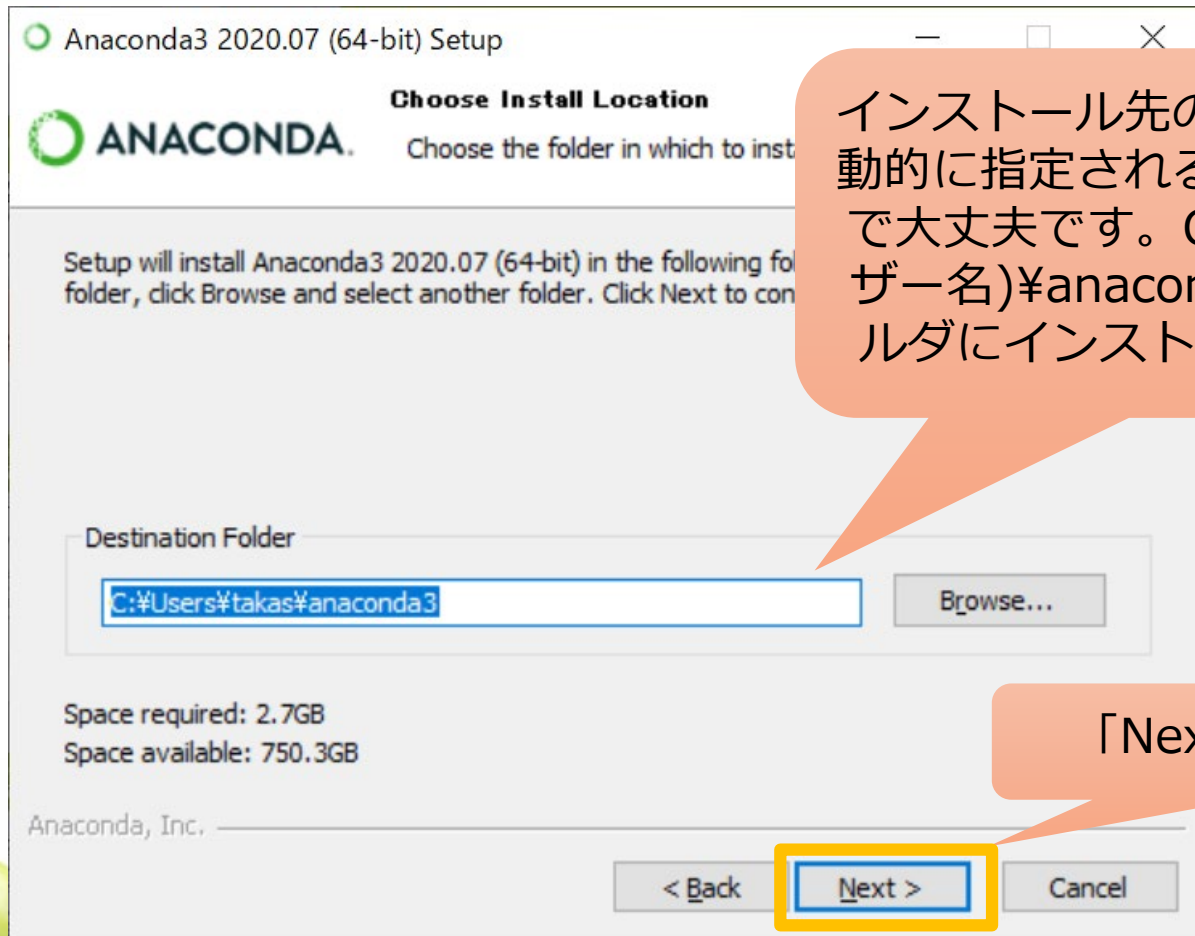 Anaconda3 2020.07 (64-bit) Setup
ANACONDA.
Choose Install Location
Choose the folder in which to inst
インストール先の
動的に指定される
で大丈夫です。C
ザー名)¥anacon
ルダにインスト
Setup will install Anaconda3 2020.07 (64-bit) in the following fol
folder, click Browse and select another folder. Click Next to con
Destination Folder
C:¥Users¥takas¥anaconda3
Browse...
Space required: 2.7GB
Space available: 750.3GB
「Nex
Anaconda, Inc.
< Back
Next >
Cancel